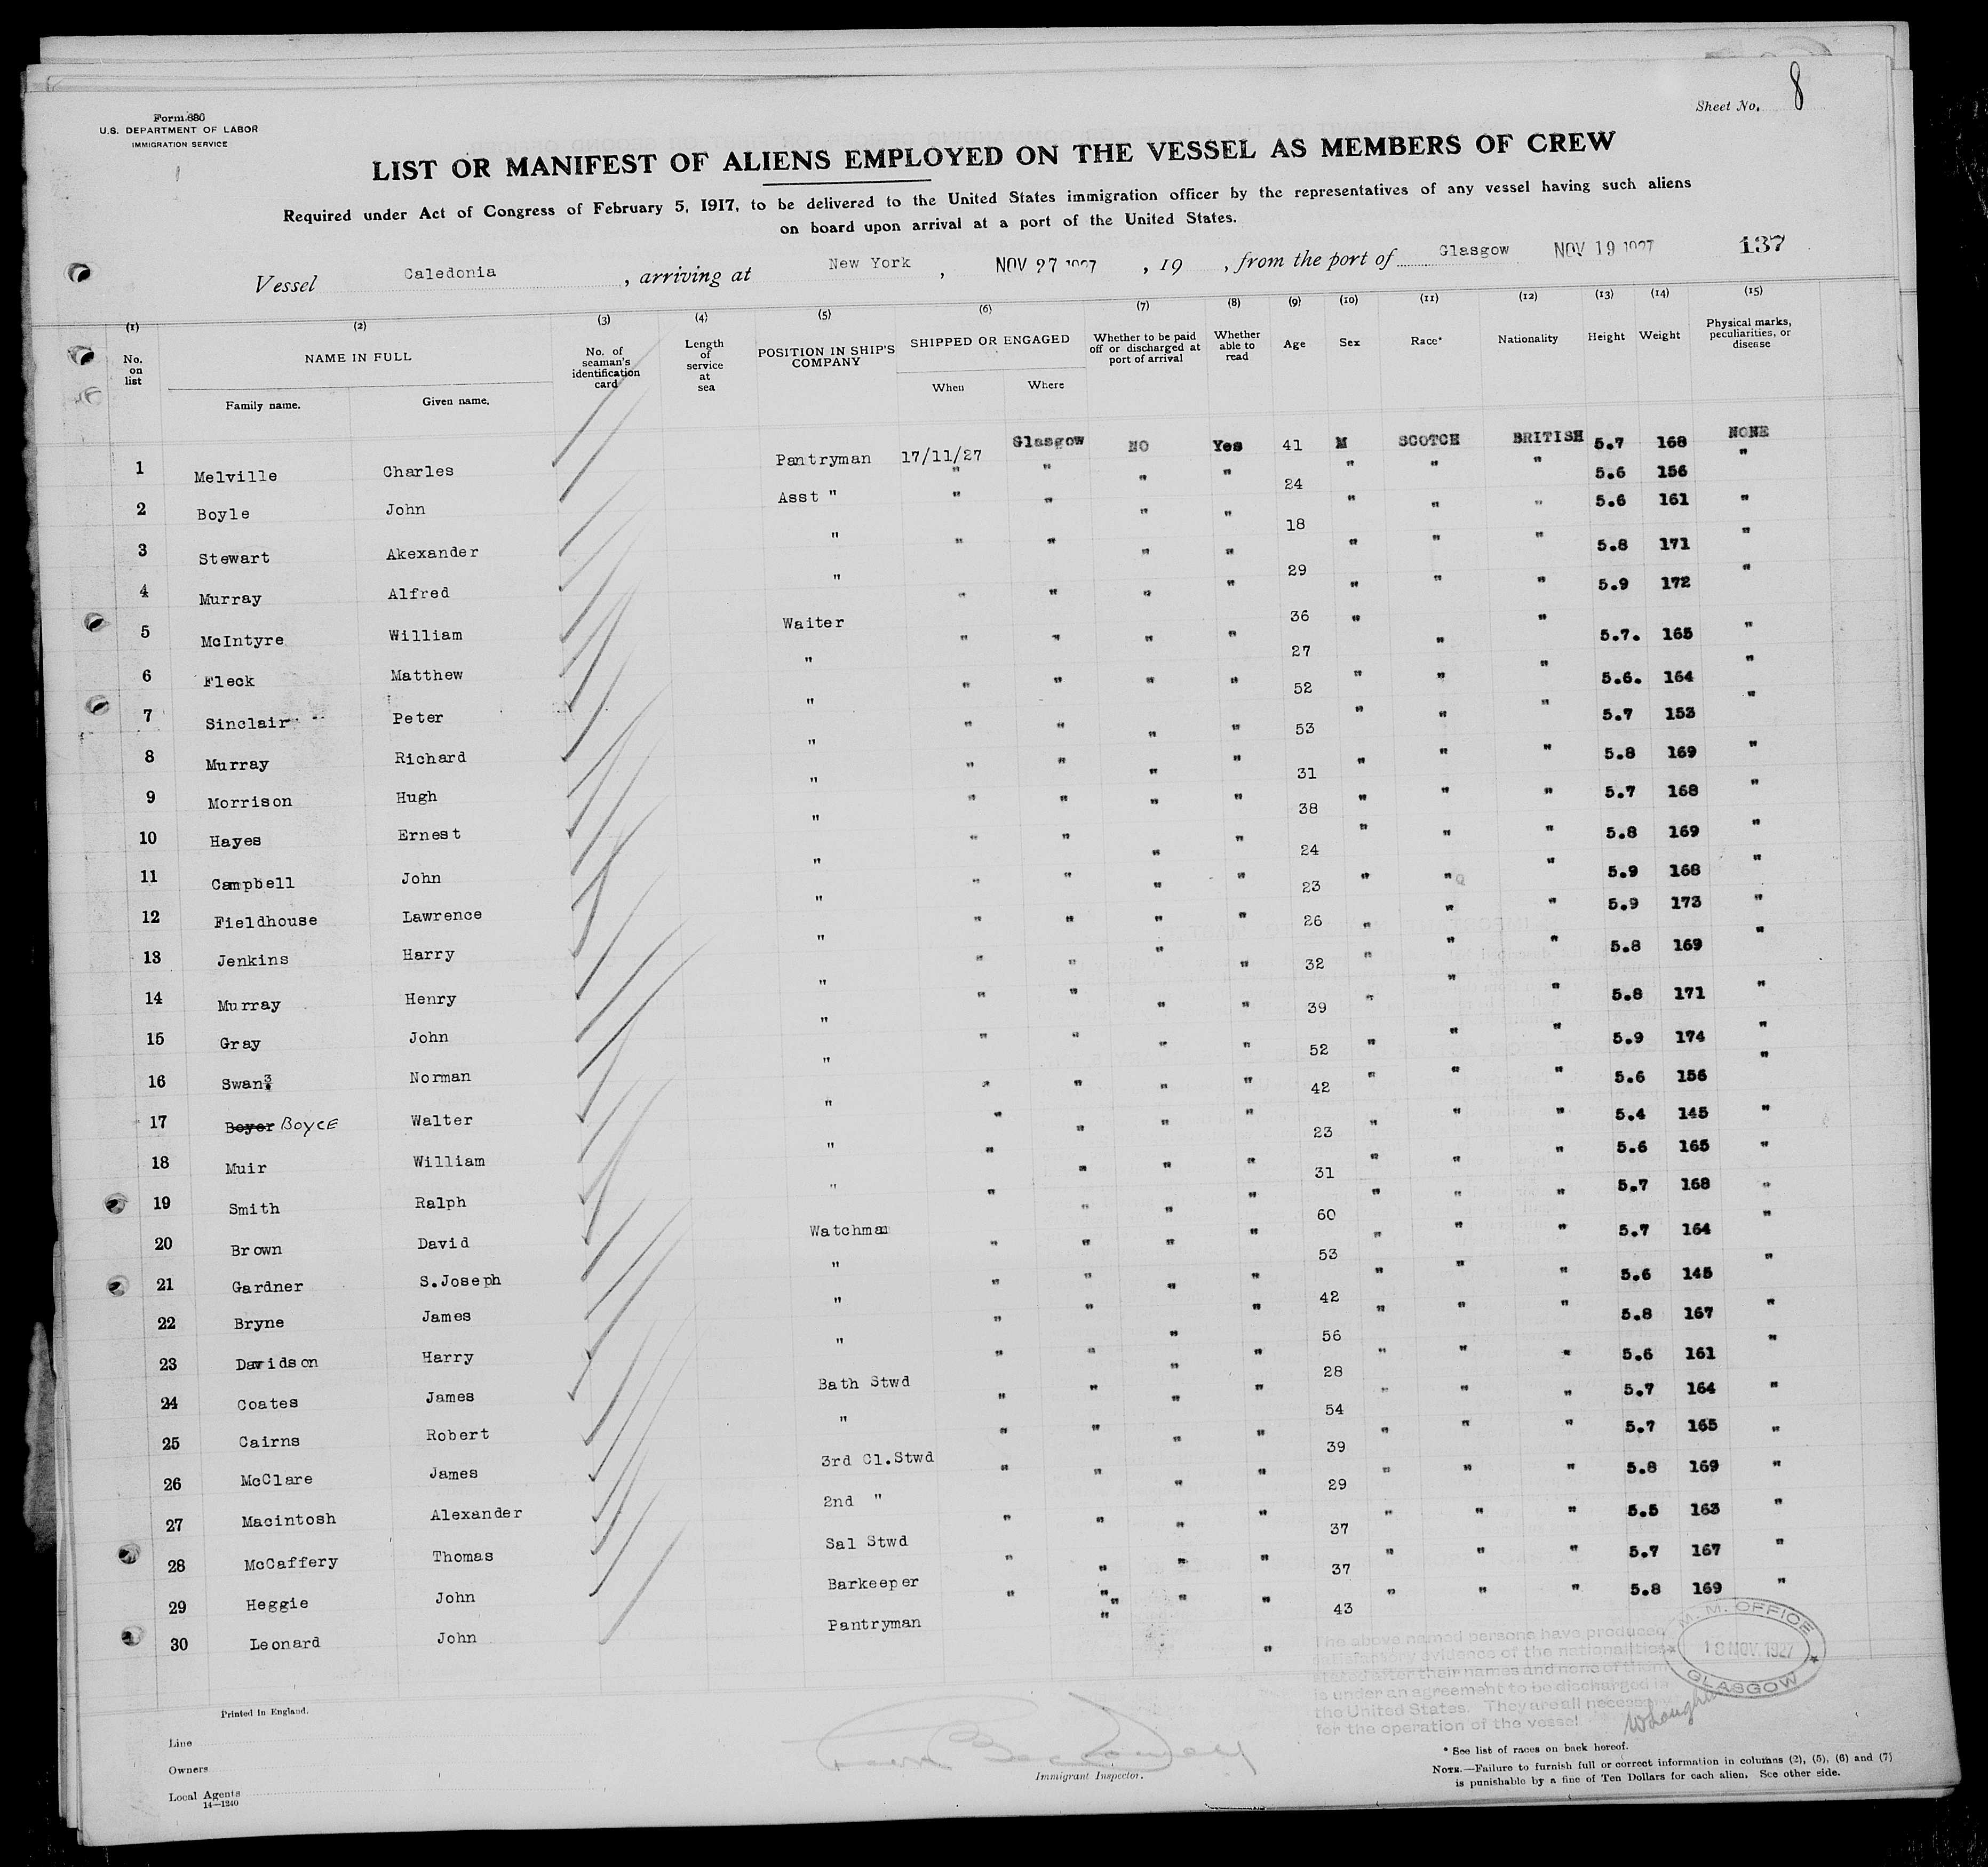 Form 680
U.S. DEPARTMENT OF LABOR
IMMIGRATION SERVICE
Sheet No. 8
LIST OR MANIFEST OF ALIENS EMPLOYED ON THE VESSEL AS MEMBERS OF CREW
Required under Act of Congress of February 5, 1917, to be delivered to the United States immigration officer by the representatives of any vessel having such aliens
on board upon arrival at a port of the United States.
Vessel Caledonia, arriving at New York, NOV 27 1927, 19 , from the port of Glasgow NOV 19 1927 137
(1) (2) (3) (4) (5) (6) (7) (8) (9) (10) (11) (12) (13) (14) (15)
No. on list NAME IN FULL No. of seaman's identification card Length of service at sea POSITION IN SHIP'S COMPANY SHIPPED OR ENGAGED Whether to be paid off or discharged at port of arrival Whether able to read Age Sex Race* Nationality Height Weight Physical marks, peculiarities, or disease
Family name. Given name. When Where
1 Melville Charles Pantryman 17/11/27 Glasgow NO Yes 41 M SCOTCH BRITISH 5.7 168 NONE
2 Boyle John Asst " " " " " 24 " " " 5.6 156 "
3 Stewart Akexander " " " " " 18 " " " 5.6 161 "
4 Murray Alfred " " " " " 29 " " " 5.8 171 "
5 McIntyre William Waiter " " " " 36 " " " 5.9 172 "
6 Fleck Matthew " " " " " 27 " " " 5.7. 165 "
7 Sinclair Peter " " " " " 52 " " " 5.6. 164 "
8 Murray Richard " " " " " 53 " " " 5.7 153 "
9 Morrison Hugh " " " " " 31 " " " 5.8 169 "
10 Hayes Ernest " " " " " 38 " " " 5.7 168 "
11 Campbell John " " " " " 24 " " " 5.8 169 "
12 Fieldhouse Lawrence " " " " " 23 " " " 5.9 168 "
13 Jenkins Harry " " " " " 26 " " " 5.9 173 "
14 Murray Henry " " " " " 32 " " " 5.8 169 "
15 Gray John " " " " " 39 " " " 5.8 171 "
16 Swan Norman " " " " " 52 " " " 5.9 174 "
17 Boyer BOYCE Walter " " " " " 42 " " " 5.6 156 "
18 Muir William " " " " " 23 " " " 5.4 145 "
19 Smith Ralph " " " " " 31 " " " 5.6 165 "
20 Brown David Watchman " " " " 60 " " " 5.7 168 "
21 Gardner S.Joseph " " " " " 53 " " " 5.7 164 "
22 Bryne James " " " " " 42 " " " 5.6 145 "
23 Davidson Harry " " " " " 56 " " " 5.8 167 "
24 Coates James Bath Stwd " " " " 28 " " " 5.6 161 "
25 Cairns Robert " " " " " 54 " " " 5.7 164 "
26 McClare James 3rd Cl.Stwd " " " " 39 " " " 5.7 165 "
27 Macintosh Alexander 2nd " " " " " 29 " " " 5.8 169 "
28 McCaffery Thomas Sal Stwd " " " " 37 " " " 5.5 163 "
29 Heggie John Barkeeper " " " " 37 " " " 5.7 167 "
30 Leonard John Pantryman " " " " 43 " " " 5.8 169 "
The above named persons have produced
satisfactory evidence of the nationalities
stated after their names and none of them
is under an agreement to be discharged in
the United States. They are all necessary
for the operation of the vessel
M. M. OFFICE
18 NOV. 1927
GLASGOW
Printed in England.
Line
Owners
Local Agents
14—1240
Immigrant Inspector.
* See list of races on back hereof.
NOTE.—Failure to furnish full or correct information in columns (2), (5), (6) and (7)
is punishable by a fine of Ten Dollars for each alien. See other side.